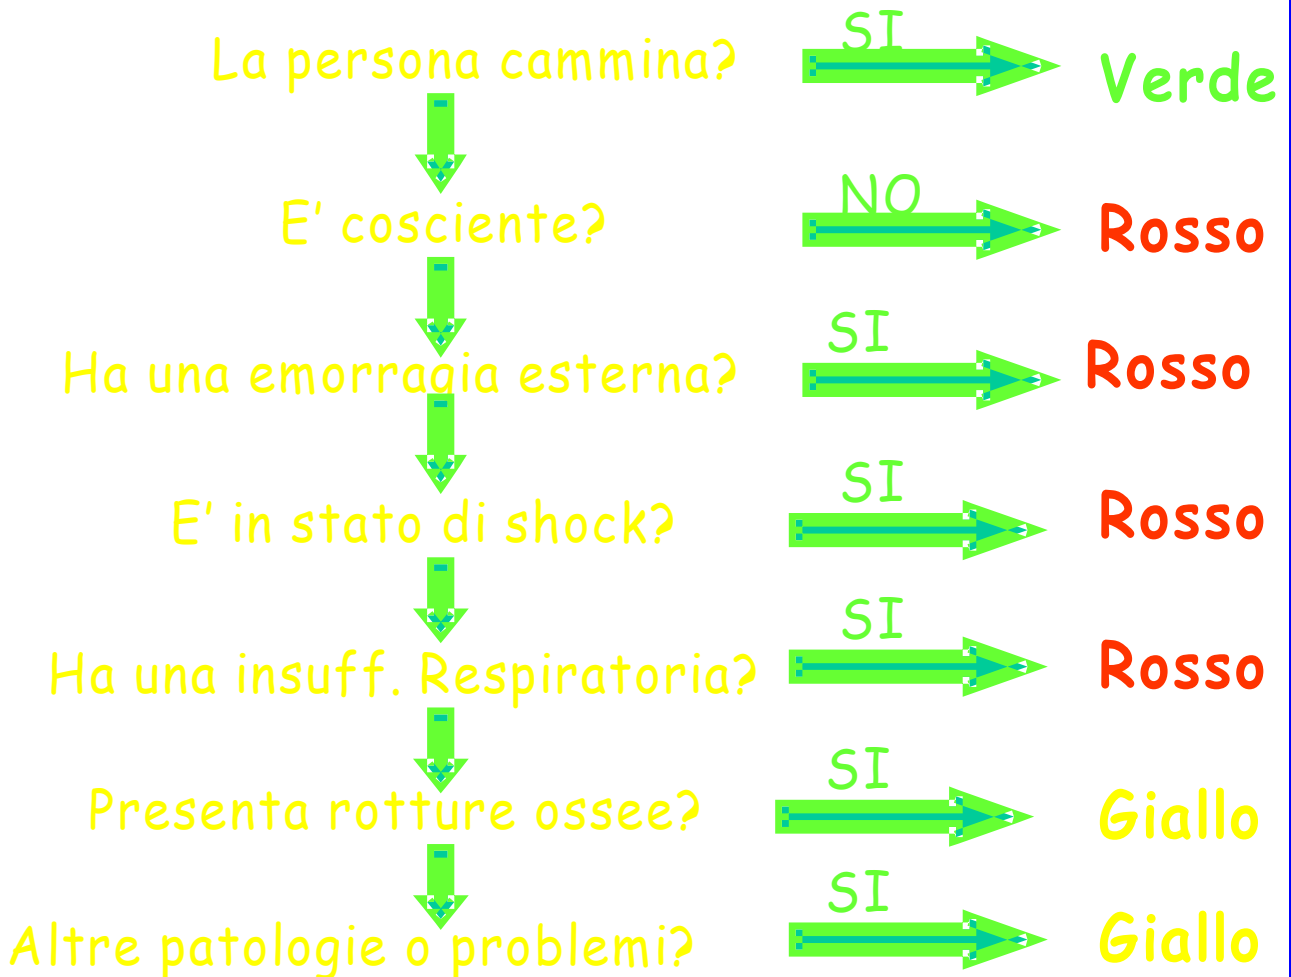 La persona cammina? SI Verde
E' cosciente? NO Rosso
Ha una emorragia esterna? SI Rosso
E' in stato di shock? SI Rosso
Ha una insuff. Respiratoria? SI Rosso
Presenta rotture ossee? SI Giallo
Altre patologie o problemi? SI Giallo